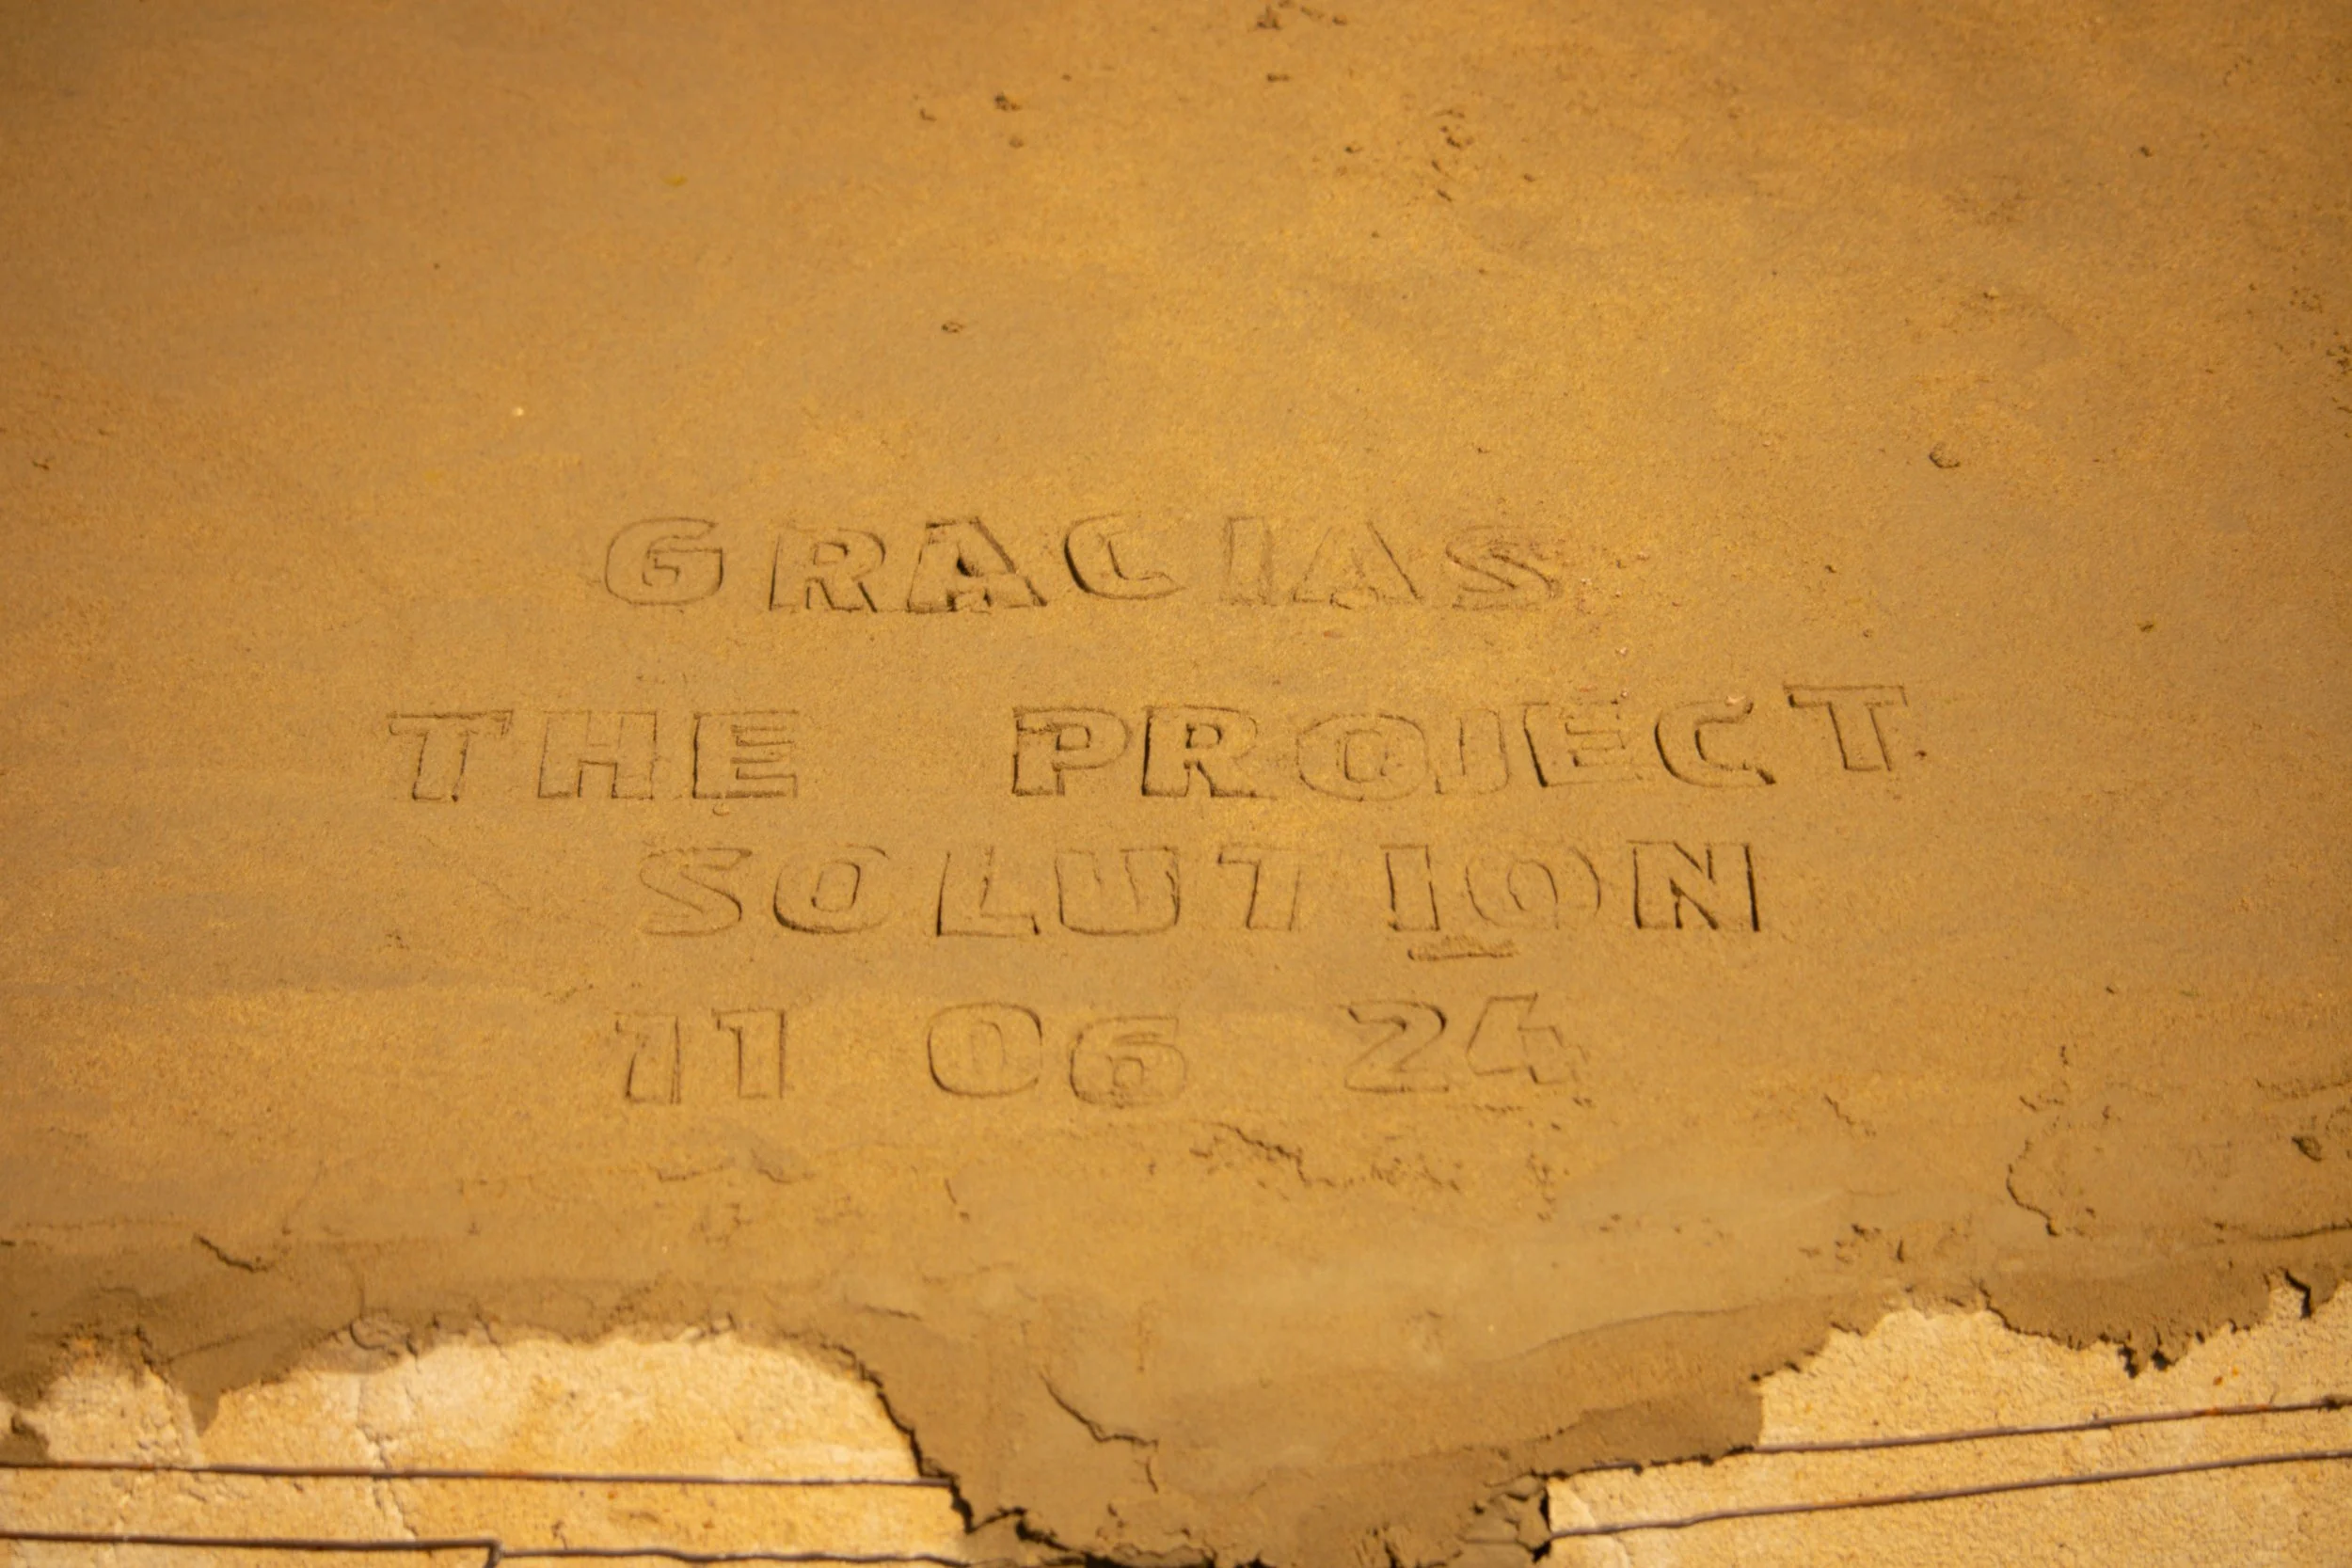 GRACIAS
THE PROJECT
SOLUTION
11 06 24